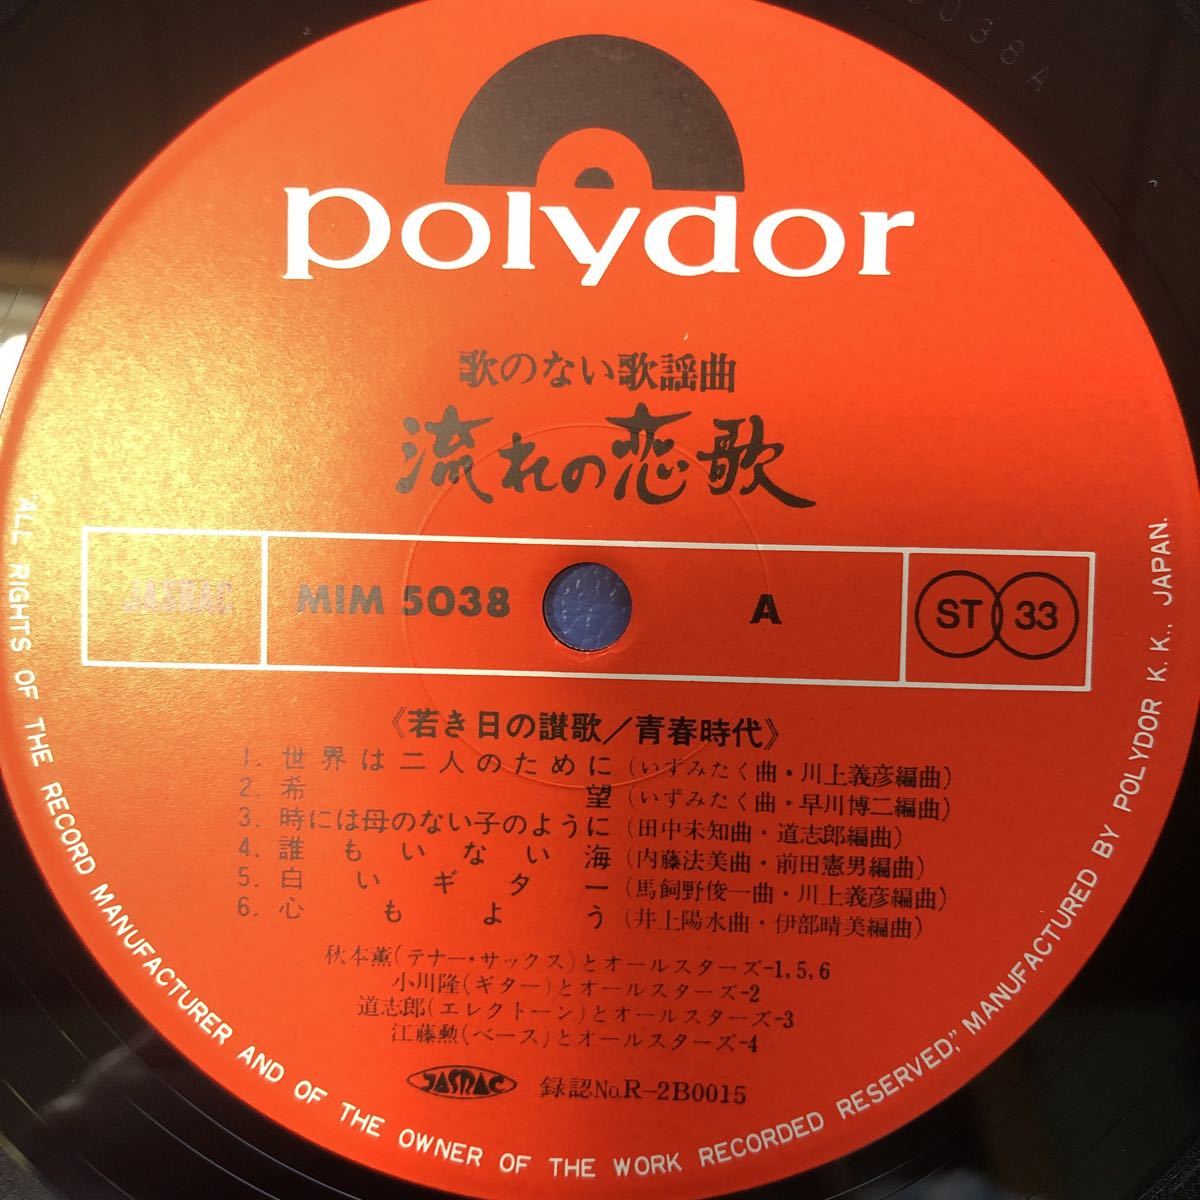 5038A
polydor
歌のない歌謡曲
流れの恋歌
JASRAC
MIM 5038
A
ST 33
《若き日の讃歌／青春時代》
1. 世界は二人のために (いずみたく曲・川上義彦編曲)
2. 希望 (いずみたく曲・早川博二編曲)
3. 時には母のない子のように (田中未知曲・道志郎編曲)
4. 誰もいない海 (内藤法美曲・前田憲男編曲)
5. 白いギター (馬飼野俊一曲・川上義彦編曲)
6. 心もよう (井上陽水曲・伊部晴美編曲)
秋本薫(テナー・サックス)とオールスターズ-1,5,6
小川隆(ギター)とオールスターズ-2
道志郎(エレクトーン)とオールスターズ-3
江藤勲(ベース)とオールスターズ-4
JASRAC 録認No.R-2B0015
"ALL RIGHTS OF THE RECORD MANUFACTURER AND OF THE OWNER OF THE WORK RECORDED RESERVED," MANUFACTURED BY POLYDOR K.K., JAPAN.